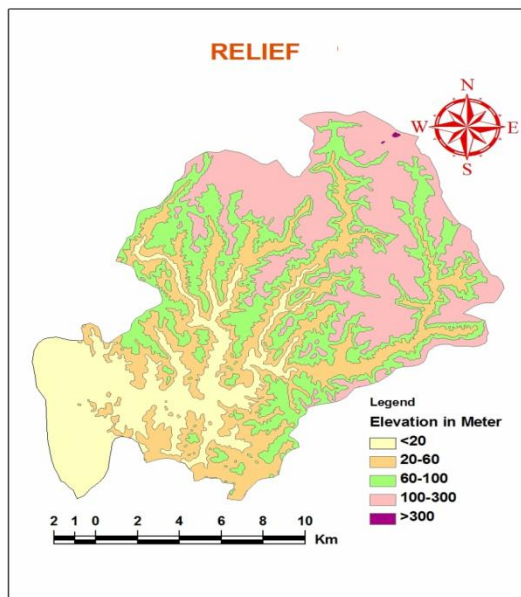 RELIEF
N
W E
S
Legend
Elevation in Meter
<20
20-60
60-100
100-300
>300
2 1 0 2 4 6 8 10
Km